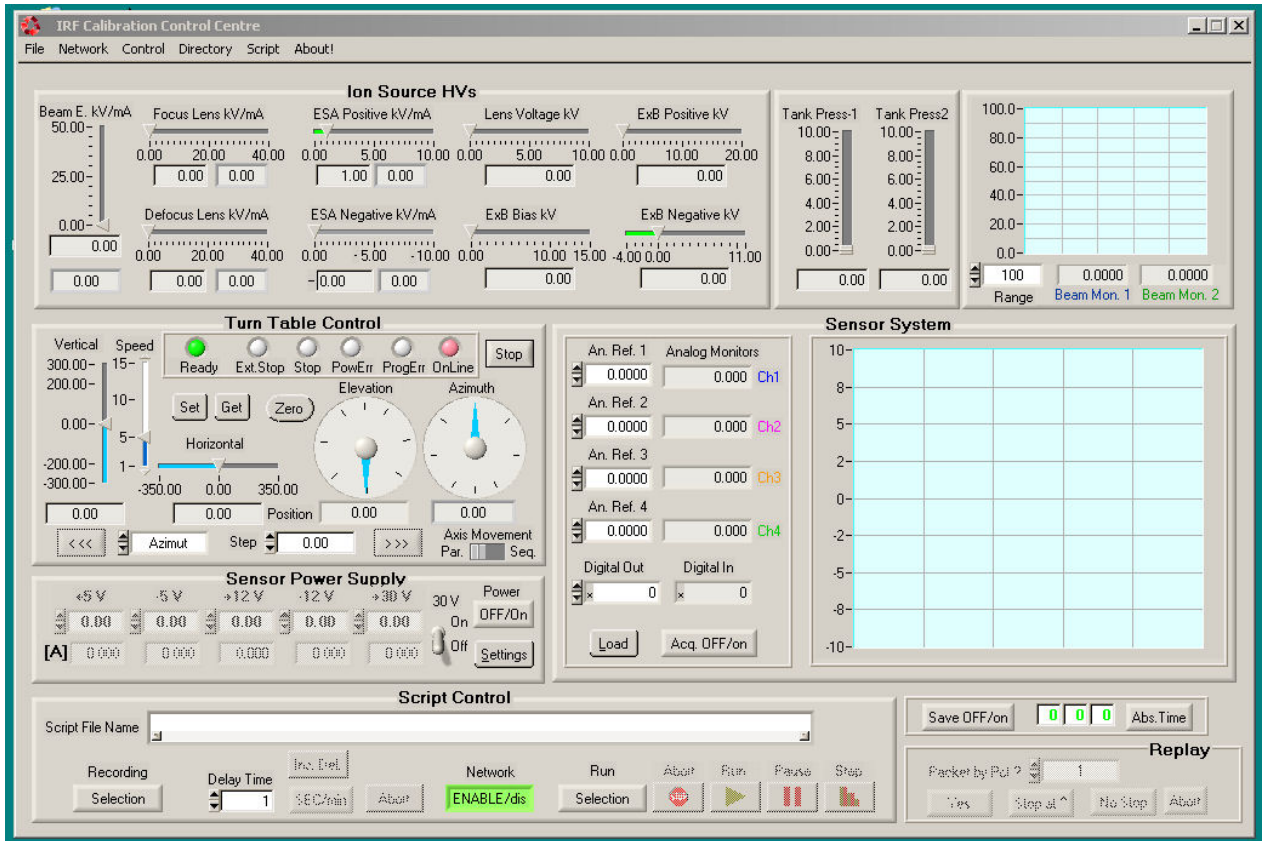 IRF Calibration Control Centre
File Network Control Directory Script About!
Ion Source HVs
Beam E. kV/mA
50.00
25.00
0.00
0.00
0.00
Focus Lens kV/mA
0.00 20.00 40.00
0.00 0.00
ESA Positive kV/mA
0.00 5.00 10.00
1.00 0.00
Lens Voltage kV
0.00 5.00 10.00
0.00
ExB Positive kV
0.00 10.00 20.00
0.00
Defocus Lens kV/mA
0.00 20.00 40.00
0.00 0.00
ESA Negative kV/mA
0.00 -5.00 -10.00
-0.00 0.00
ExB Bias kV
0.00 10.00 15.00
0.00
ExB Negative kV
-4.00 0.00 11.00
0.00
Tank Press-1
10.00
8.00
6.00
4.00
2.00
0.00
0.00
Tank Press2
10.00
8.00
6.00
4.00
2.00
0.00
0.00
100.0
80.0
60.0
40.0
20.0
0.0
100 0.0000 0.0000
Range Beam Mon. 1 Beam Mon. 2
Turn Table Control
Vertical Speed
300.00
200.00
0.00
-200.00
-300.00
15
10
5
1
Ready Ext.Stop Stop PowErr ProgErr OnLine
Stop
Set Get Zero
Elevation Azimuth
Horizontal
-350.00 0.00 350.00
0.00 0.00 Position 0.00 0.00
<<< Azimut Step 0.00 >>>
Axis Movement
Par. Seq.
Sensor Power Supply
+5 V -5 V +12 V -12 V +30 V
0.00 0.00 0.00 0.00 0.00
[A] 0.000 0.000 0.000 0.000 0.000
30 V
On
Off
Power
OFF/On
Settings
Sensor System
An. Ref. 1 Analog Monitors
0.0000 0.000 Ch1
An. Ref. 2
0.0000 0.000 Ch2
An. Ref. 3
0.0000 0.000 Ch3
An. Ref. 4
0.0000 0.000 Ch4
Digital Out Digital In
x 0 x 0
Load Acq. OFF/on
10
8
5
2
0
-2
-5
-8
-10
Script Control
Script File Name
Recording
Selection
Delay Time
1
Inc. Del.
SEC/min
Abort
Network
ENABLE/dis
Run
Selection
Abort Run Pause Step
STOP
Save OFF/on 0 0 0 Abs.Time
Replay
Packet by Pct ? 1
Yes Stop at ^ No Stop Abort